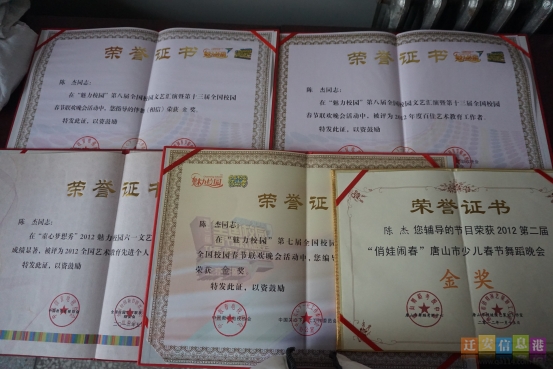 荣誉证书
陈 杰同志：
在“魅力校园”第八届全国校园文艺汇演暨第十三届全国校园
春节联欢晚会活动中，您指导的
荣获 金 奖。
特发此证，以资鼓励
荣誉证书
陈 杰同志：
在“魅力校园”第八届全国校园文艺汇演暨第十三届全国校园
春节联欢晚会活动中，被评为2012年度百佳艺术教育工作者
特发此证，以资鼓励
荣誉证书
陈 杰同志：
在“童心梦想秀”2012魅力校园六一文艺
成绩显著，被评为2012全国艺术教育先进个人
特发此证，以资鼓励
魅力校园
荣誉证书
陈 杰同志：
在“魅力校园”第七届全国校园
全国校园春节联欢晚会活动中，您编导
荣获 金 奖
特发此证，以资鼓励
荣誉证书
陈 杰 您辅导的节目荣获2012第二届
“俏娃闹春”唐山市少儿春节舞蹈晚会
金奖
迁安信息港